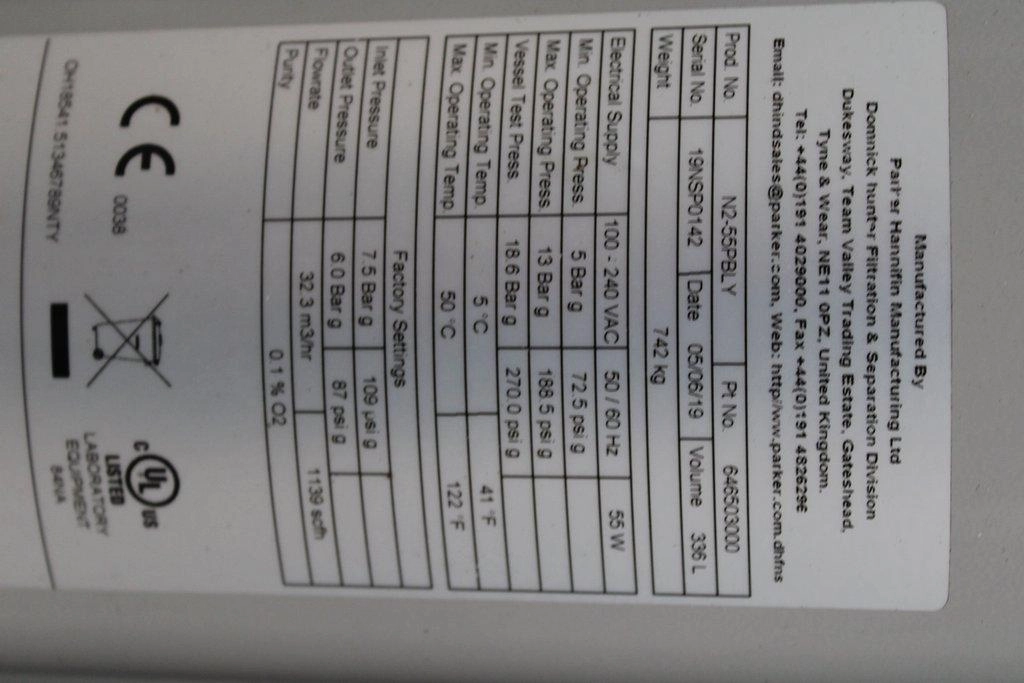 Manufactured By
Parker Hannifin Manufacturing Ltd
Domnick hunter Filtration & Separation Division
Dukesway, Team Valley Trading Estate, Gateshead,
Tyne & Wear, NE11 0PZ, United Kingdom.
Tel: +44(0)191 4029000, Fax +44(0)191 4826296
Email: dhindsales@parker.com, Web: http//ww.parker.com.dhfns
Prod. No. N2-55PBLY Pt No. 646503000
Serial No. 19NSP0142 Date 05/06/19 Volume 336 L
Weight 742 kg
Electrical Supply 100 - 240 VAC 50 / 60 Hz 55 W
Min. Operating Press. 5 Bar g 72.5 psi g
Max. Operating Press. 13 Bar g 188.5 psi g
Vessel Test Press. 18.6 Bar g 270.0 psi g
Min. Operating Temp. 5 °C 41 °F
Max. Operating Temp. 50 °C 122 °F
Factory Settings
Inlet Pressure 7.5 Bar g 109 psi g
Outlet Pressure 6.0 Bar g 87 psi g
Flowrate 32.3 m3/hr 1139 scfh
Purity 0.1 % O2
CE 0038
C UL US
LISTED
LABORATORY
EQUIPMENT
84NA